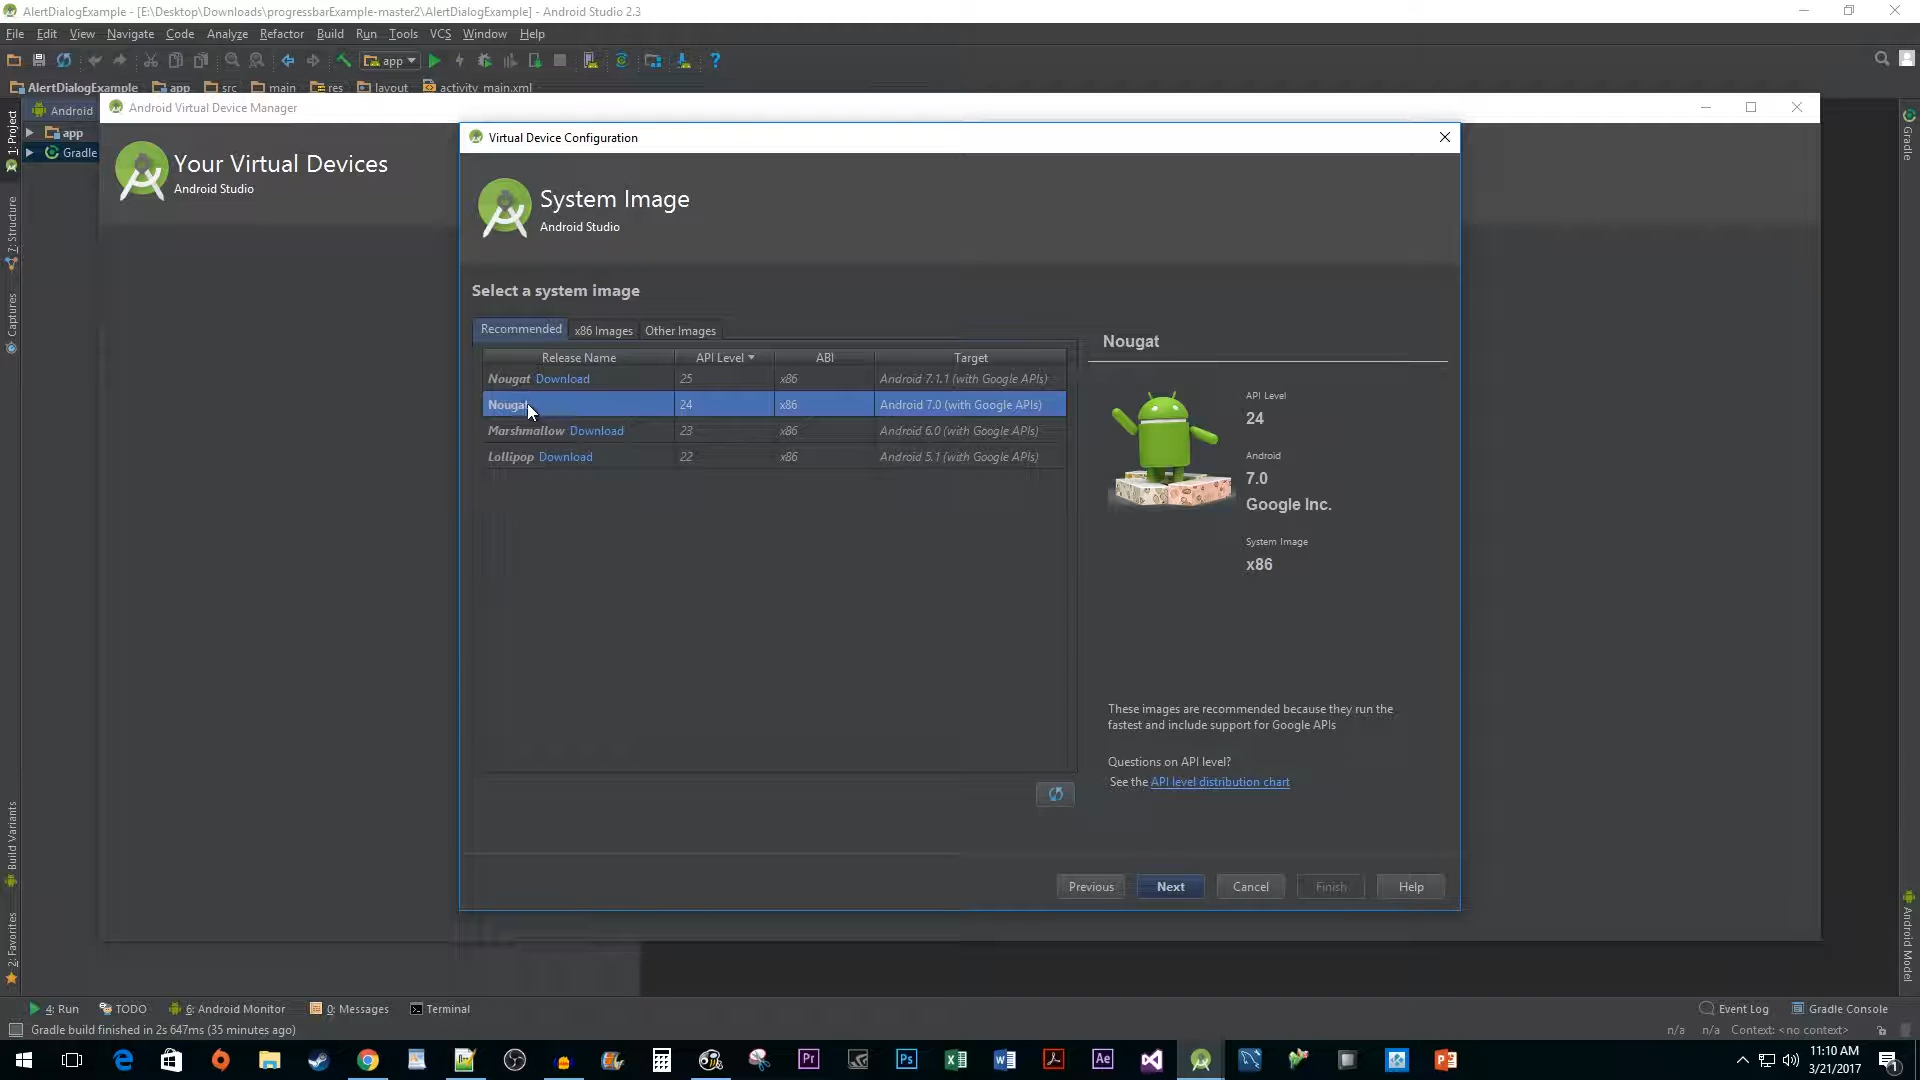 AlertDialogExample - [E:\Desktop\Downloads\progressbarExample-master2\AlertDialogExample] - Android Studio 2.3
File Edit View Navigate Code Analyze Refactor Build Run Tools VCS Window Help
app
AlertDialogExample app src main res layout activity_main.xml
Android
Android Virtual Device Manager
1: Project
app
Gradle
Your Virtual Devices
Android Studio
Virtual Device Configuration
System Image
Android Studio
Select a system image
Recommended x86 Images Other Images
Release Name API Level ABI Target
Nougat Download 25 x86 Android 7.1.1 (with Google APIs)
Nougat 24 x86 Android 7.0 (with Google APIs)
Marshmallow Download 23 x86 Android 6.0 (with Google APIs)
Lollipop Download 22 x86 Android 5.1 (with Google APIs)
Nougat
API Level
24
Android
7.0
Google Inc.
System Image
x86
These images are recommended because they run the
fastest and include support for Google APIs
Questions on API level?
See the API level distribution chart
Previous Next Cancel Finish Help
7: Structure
Captures
Build Variants
2: Favorites
Gradle
Android Model
4: Run TODO 6: Android Monitor 0: Messages Terminal Event Log Gradle Console
Gradle build finished in 2s 647ms (35 minutes ago) n/a n/a Context: <no context>
Pr Ps Ae
11:10 AM
3/21/2017
1